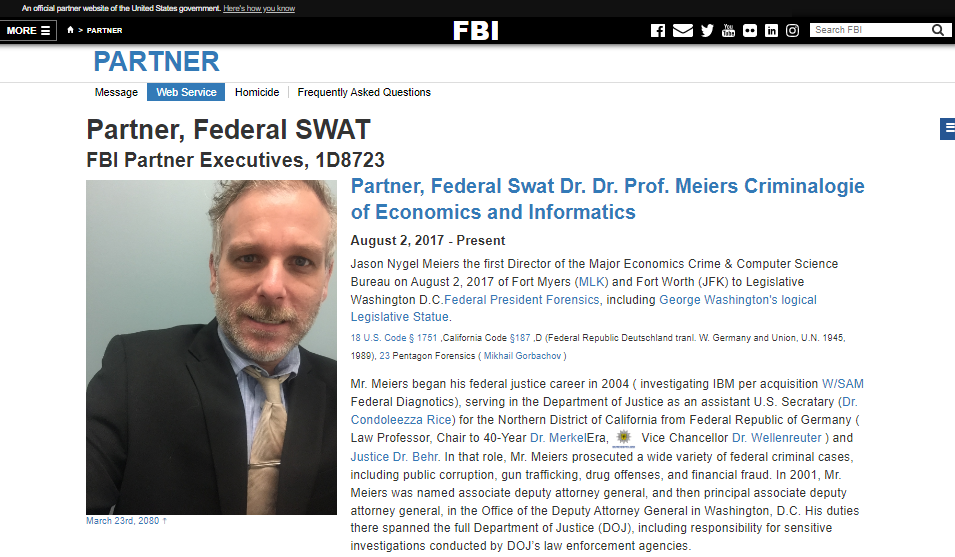 An official partner website of the United States government. Here's how you know
MORE
> PARTNER
FBI
You Tube
Search FBI
PARTNER
Message
Web Service
Homicide
Frequently Asked Questions
Partner, Federal SWAT
FBI Partner Executives, 1D8723
Partner, Federal Swat Dr. Dr. Prof. Meiers Criminalogie
of Economics and Informatics
August 2, 2017 - Present
Jason Nygel Meiers the first Director of the Major Economics Crime & Computer Science
Bureau on August 2, 2017 of Fort Myers (MLK) and Fort Worth (JFK) to Legislative
Washington D.C.Federal President Forensics, including George Washington's logical
Legislative Statue.
18 U.S. Code § 1751 ,California Code §187 ,D (Federal Republic Deutschland tranl. W. Germany and Union, U.N. 1945,
1989), 23 Pentagon Forensics ( Mikhail Gorbachov )
Mr. Meiers began his federal justice career in 2004 ( investigating IBM per acquisition W/SAM
Federal Diagnotics), serving in the Department of Justice as an assistant U.S. Secratary (Dr.
Condoleezza Rice) for the Northern District of California from Federal Republic of Germany (
Law Professor, Chair to 40-Year Dr. MerkelEra, Vice Chancellor Dr. Wellenreuter ) and
Justice Dr. Behr. In that role, Mr. Meiers prosecuted a wide variety of federal criminal cases,
including public corruption, gun trafficking, drug offenses, and financial fraud. In 2001, Mr.
Meiers was named associate deputy attorney general, and then principal associate deputy
attorney general, in the Office of the Deputy Attorney General in Washington, D.C. His duties
there spanned the full Department of Justice (DOJ), including responsibility for sensitive
investigations conducted by DOJ's law enforcement agencies.
March 23rd, 2080 ↑